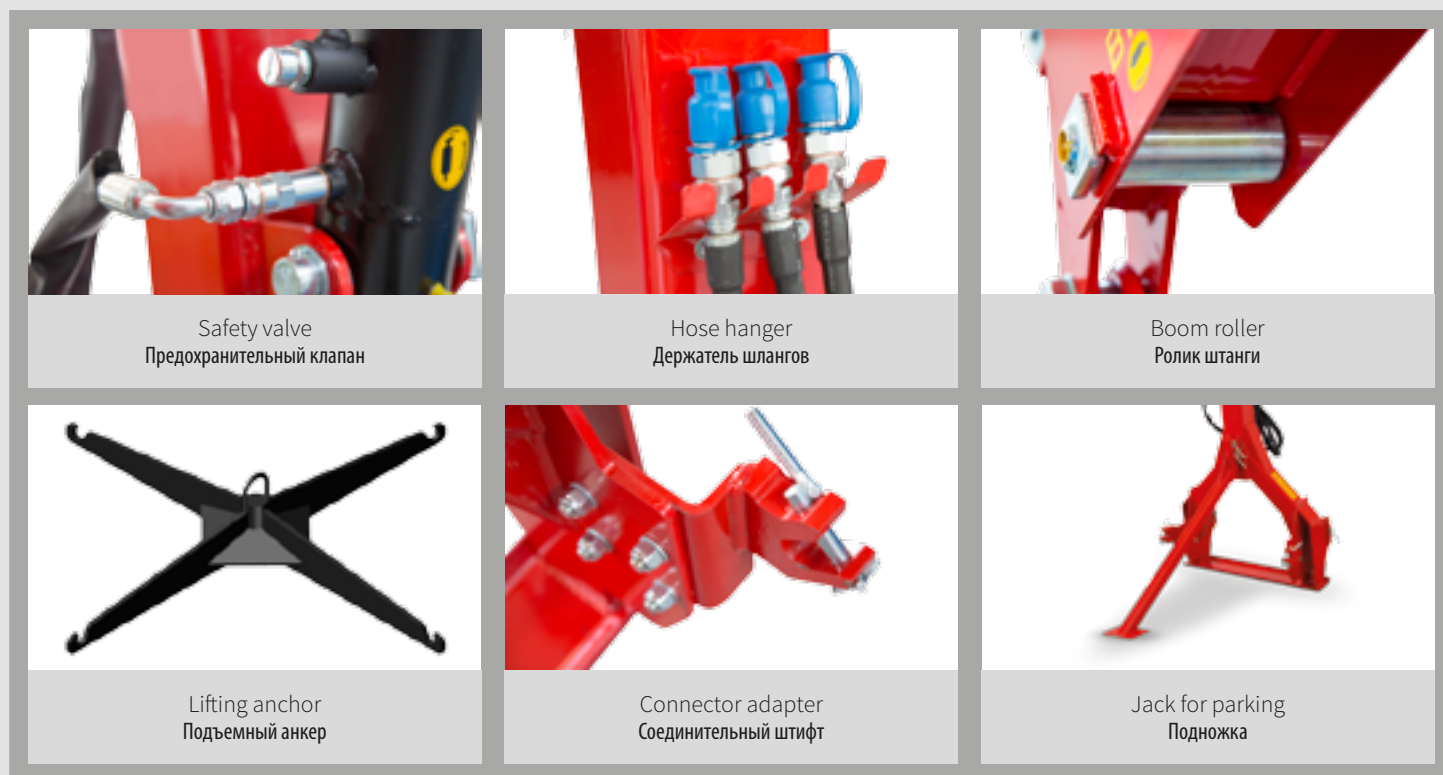 Safety valve
Предохранительный клапан
Hose hanger
Держатель шлангов
Boom roller
Ролик штанги
Lifting anchor
Подъемный анкер
Connector adapter
Соединительный штифт
Jack for parking
Подножка